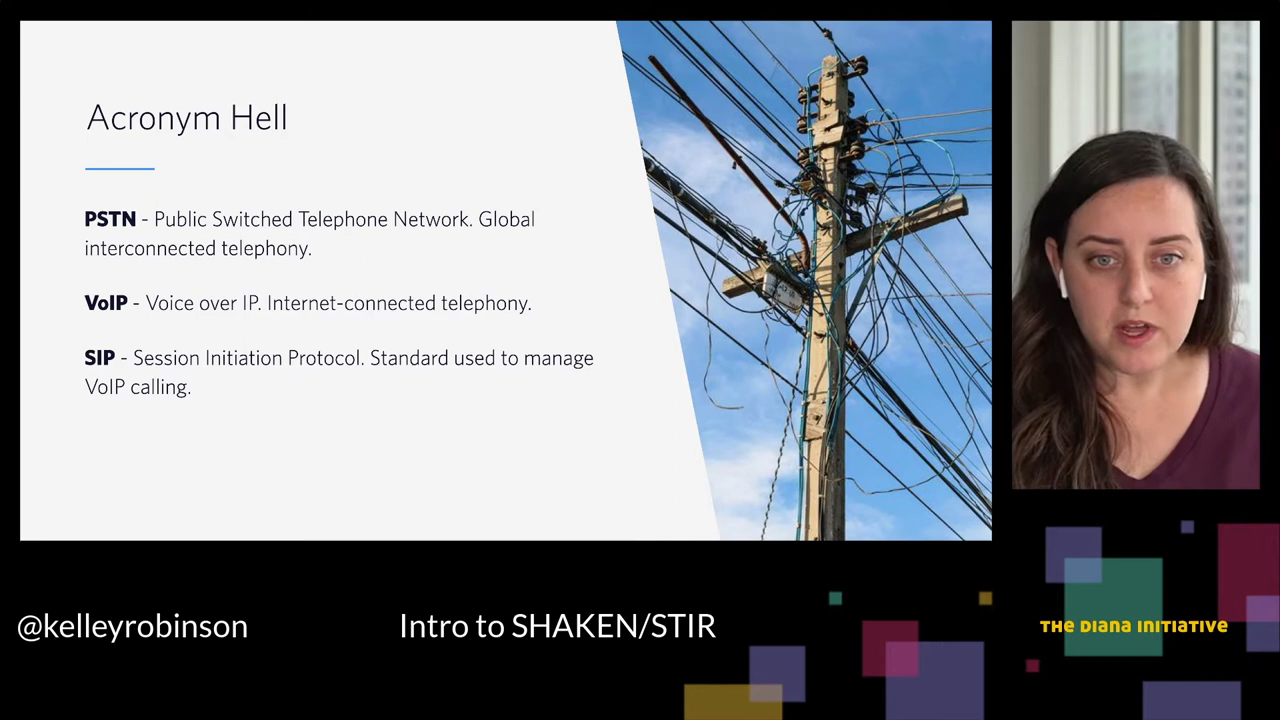 Acronym Hell
PSTN - Public Switched Telephone Network. Global
interconnected telephony.
VoIP - Voice over IP. Internet-connected telephony.
SIP - Session Initiation Protocol. Standard used to manage
VoIP calling.
@kelleyrobinson
Intro to SHAKEN/STIR
THE DIANA INITIATIVE